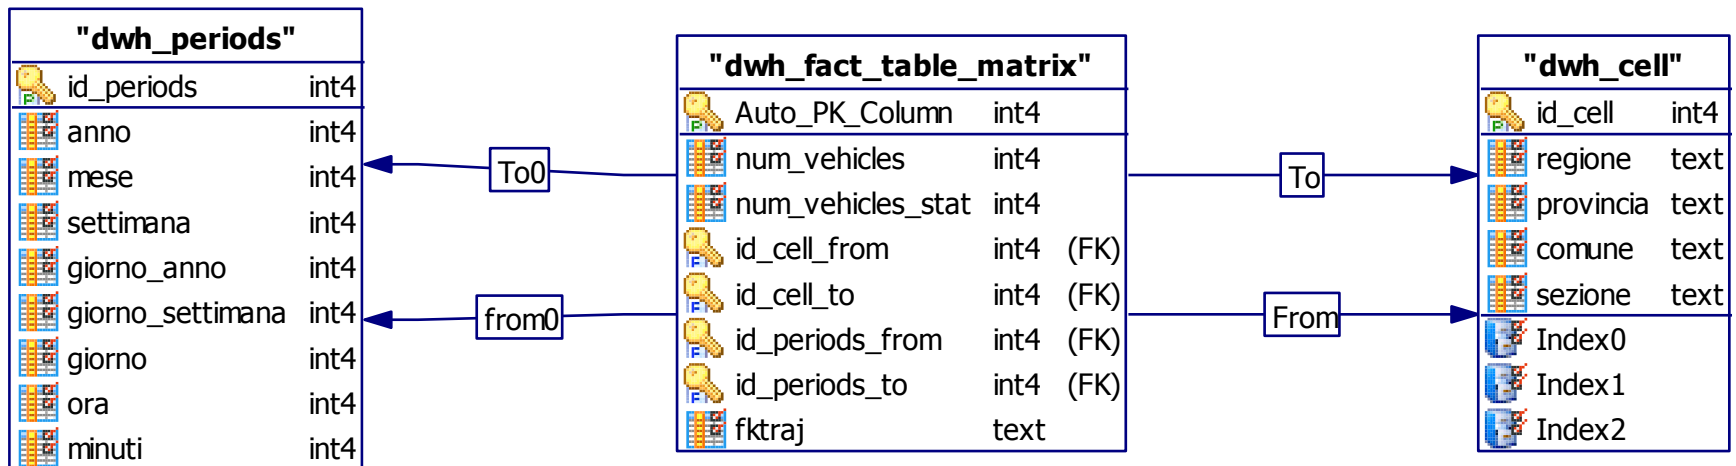 "dwh_periods"
id_periods int4
anno int4
mese int4
settimana int4
giorno_anno int4
giorno_settimana int4
giorno int4
ora int4
minuti int4
To0
from0
"dwh_fact_table_matrix"
Auto_PK_Column int4
num_vehicles int4
num_vehicles_stat int4
id_cell_from int4 (FK)
id_cell_to int4 (FK)
id_periods_from int4 (FK)
id_periods_to int4 (FK)
fktraj text
To
From
"dwh_cell"
id_cell int4
regione text
provincia text
comune text
sezione text
Index0
Index1
Index2